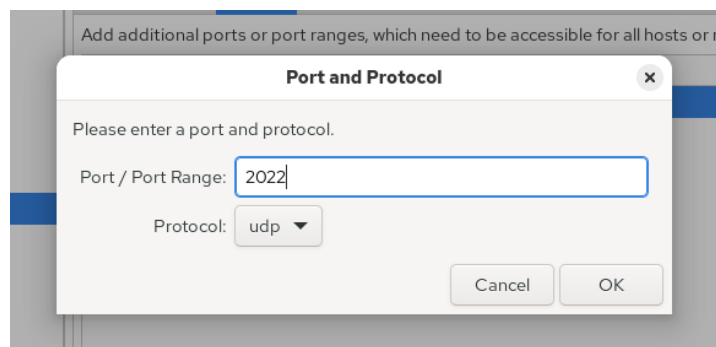 Add additional ports or port ranges, which need to be accessible for all hosts or
Port and Protocol
Please enter a port and protocol.
Port / Port Range: 2022
Protocol: udp
Cancel OK